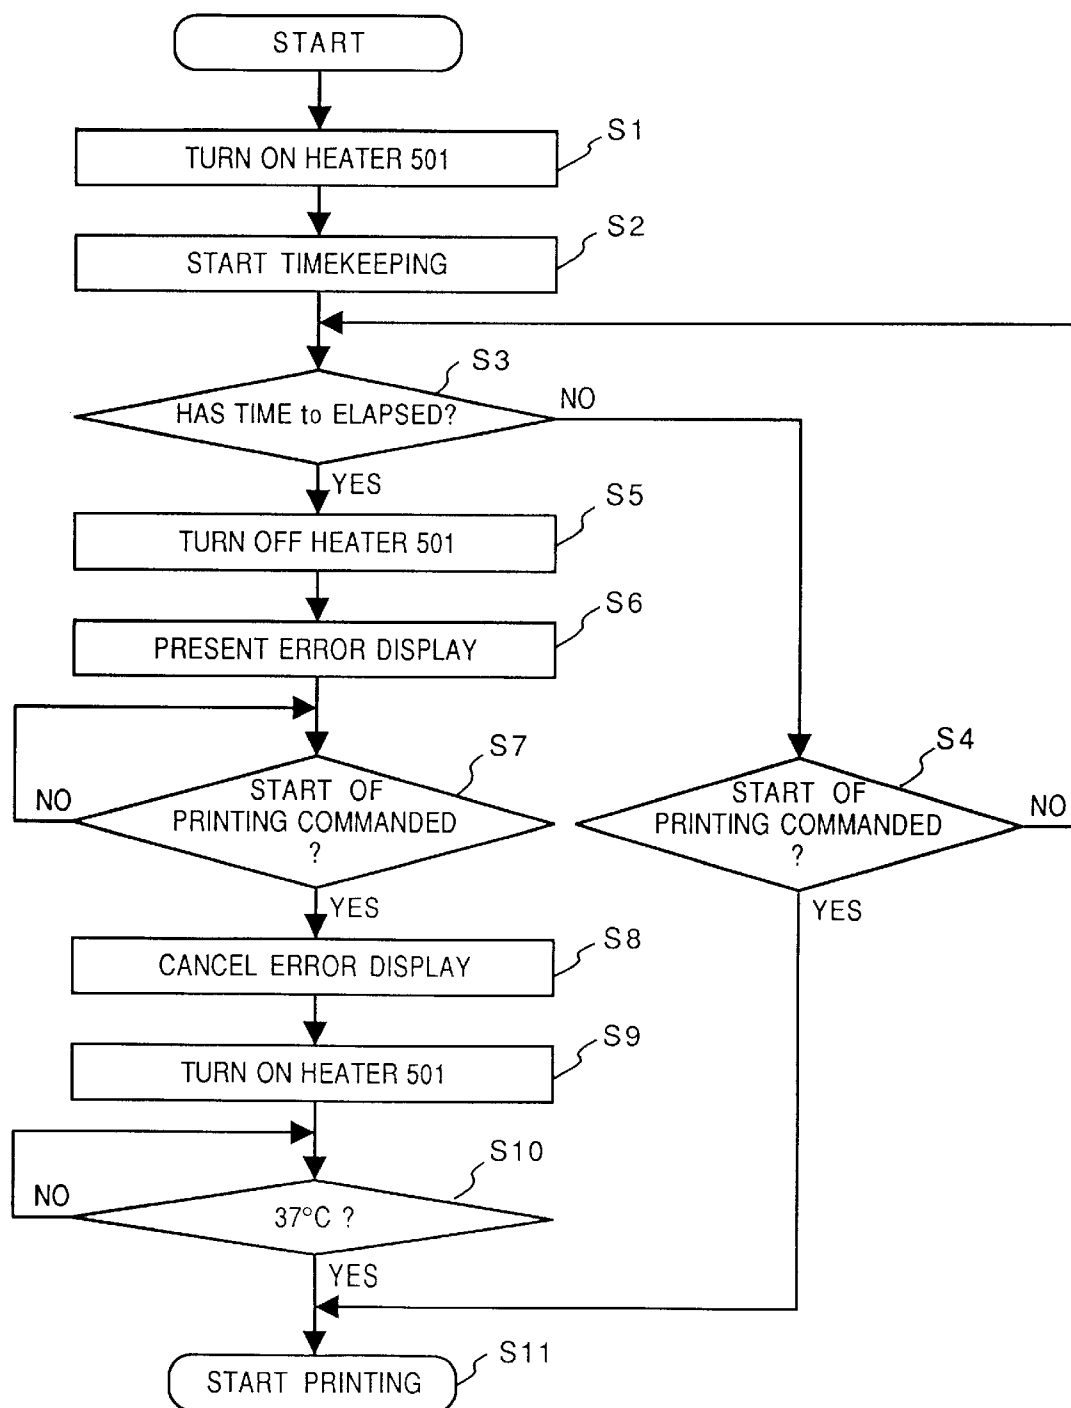 START
TURN ON HEATER 501
S1
START TIMEKEEPING
S2
HAS TIME to ELAPSED?
S3
NO
YES
TURN OFF HEATER 501
S5
PRESENT ERROR DISPLAY
S6
START OF
PRINTING COMMANDED
?
S7
NO
YES
START OF
PRINTING COMMANDED
?
S4
NO
YES
CANCEL ERROR DISPLAY
S8
TURN ON HEATER 501
S9
37°C ?
S10
NO
YES
START PRINTING
S11